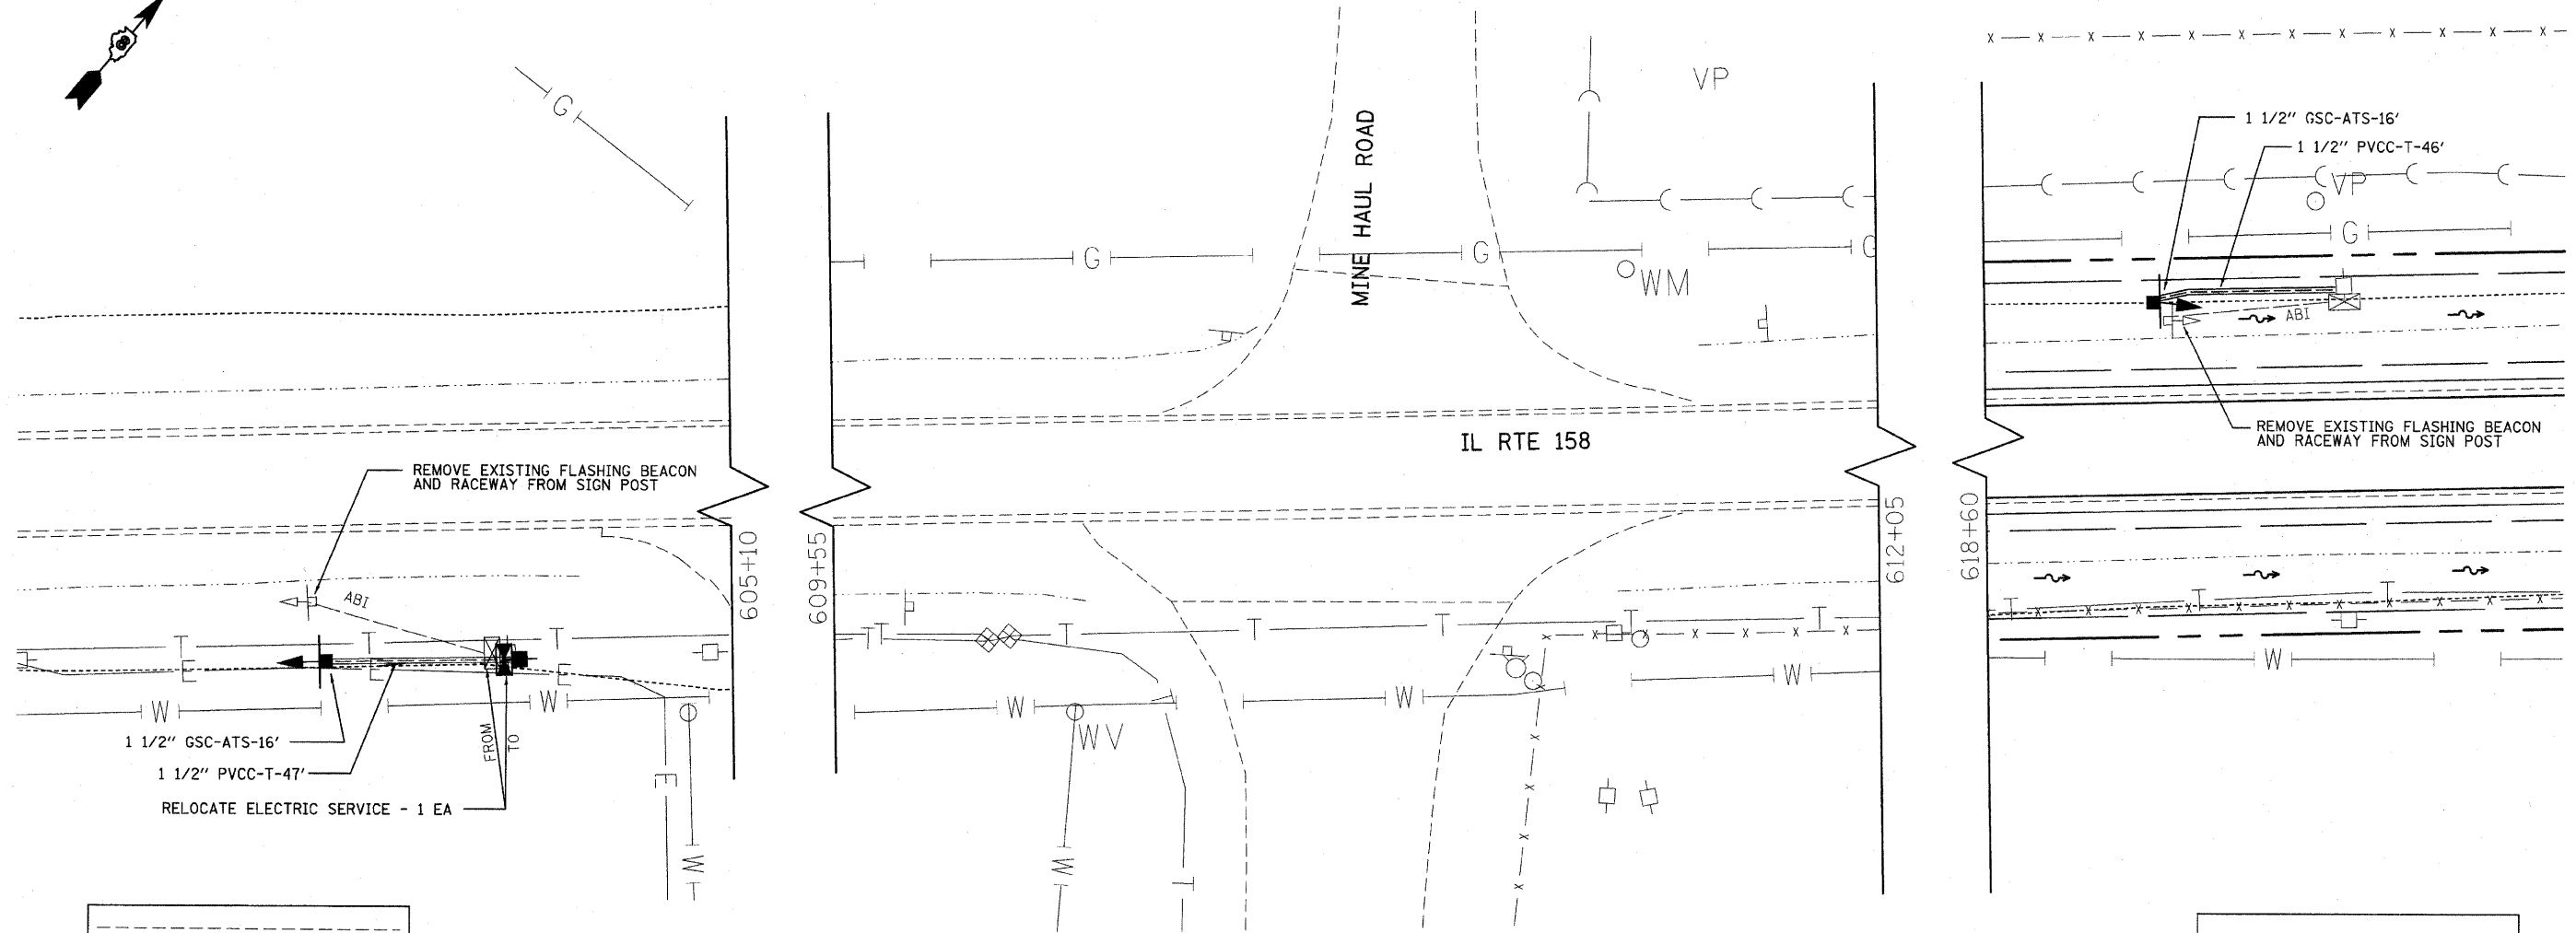 X X X X X X X X X X X X
G
VP
1 1/2" GSC-ATS-16'
1 1/2" PVCC-T-46'
MINE HAUL ROAD
VP
G G G G
WM
ABI
REMOVE EXISTING FLASHING BEACON
AND RACEWAY FROM SIGN POST
IL RTE 158
REMOVE EXISTING FLASHING BEACON
AND RACEWAY FROM SIGN POST
605+10
609+55
612+05
618+60
ABI
T T T T T T T T T T T T
E E E
X X X X X X
X X X X X X X X X X X
W W W W W W
1 1/2" GSC-ATS-16'
1 1/2" PVCC-T-47'
RELOCATE ELECTRIC SERVICE - 1 EA
FROM
TO
WV
E
W
T
W
T
X X X X